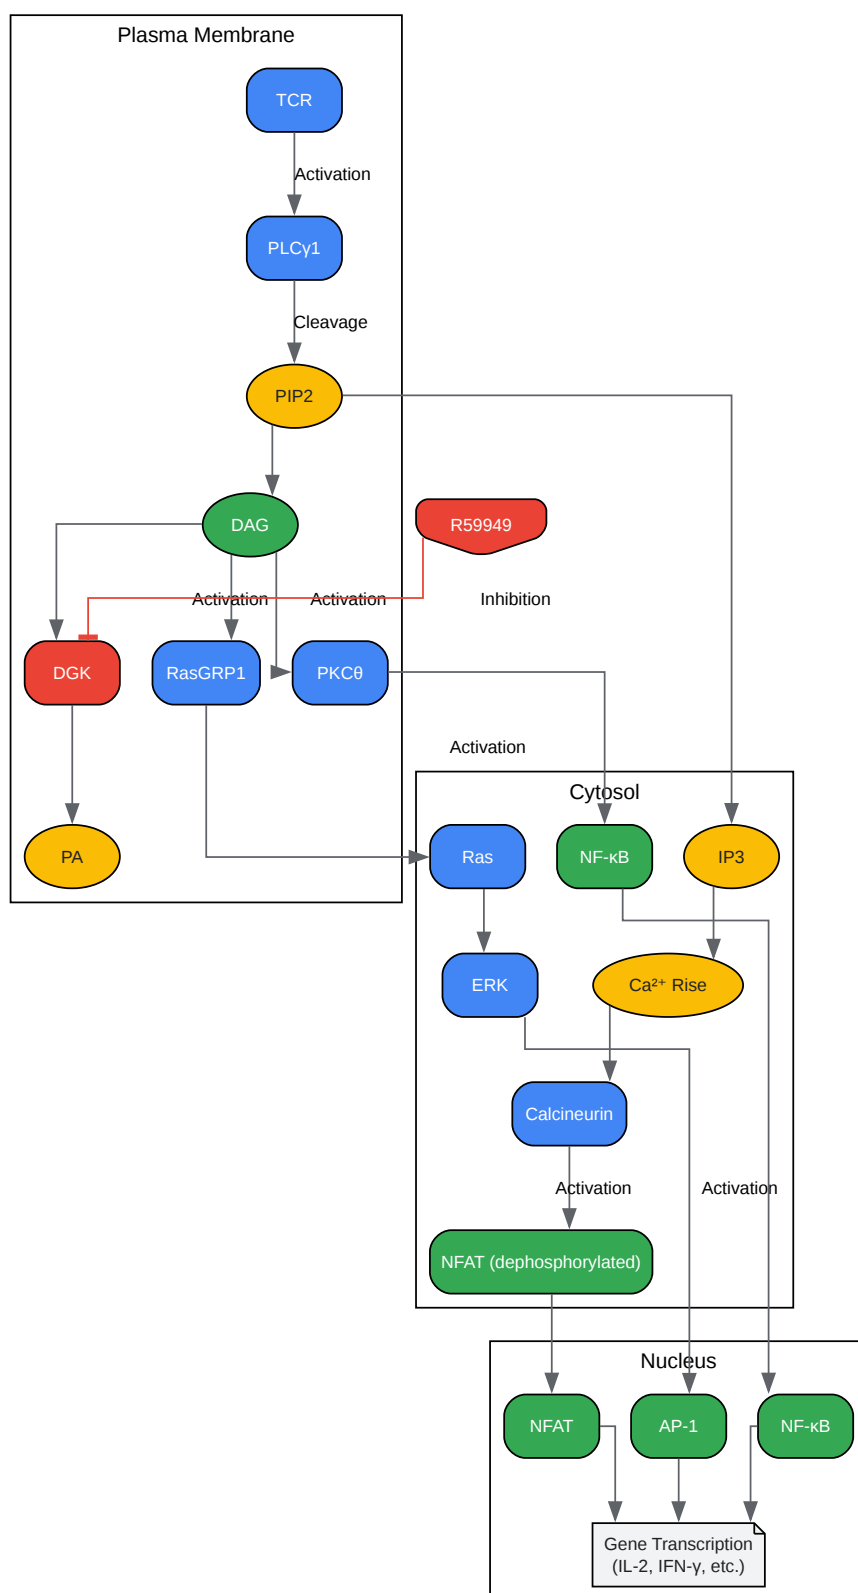 Plasma Membrane
TCR
Activation
PLCγ1
Cleavage
PIP2
DAG
R59949
Activation
Activation
Inhibition
DGK
RasGRP1
PKCθ
Activation
Cytosol
PA
Ras
NF-κB
IP3
ERK
Ca²⁺ Rise
Calcineurin
Activation
Activation
NFAT (dephosphorylated)
Nucleus
NFAT
AP-1
NF-κB
Gene Transcription
(IL-2, IFN-γ, etc.)